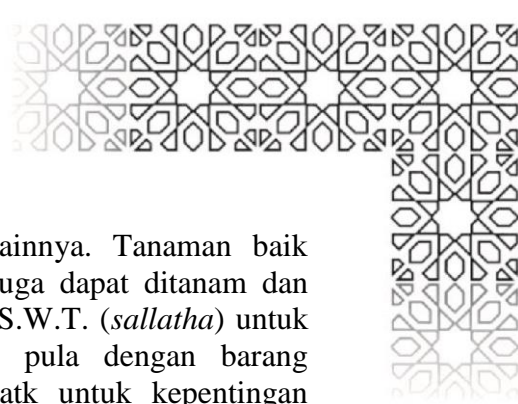 ainnya. Tanaman baik
uga dapat ditanam dan
S.W.T. (sallatha) untuk
pula dengan barang
atk untuk kepentingan